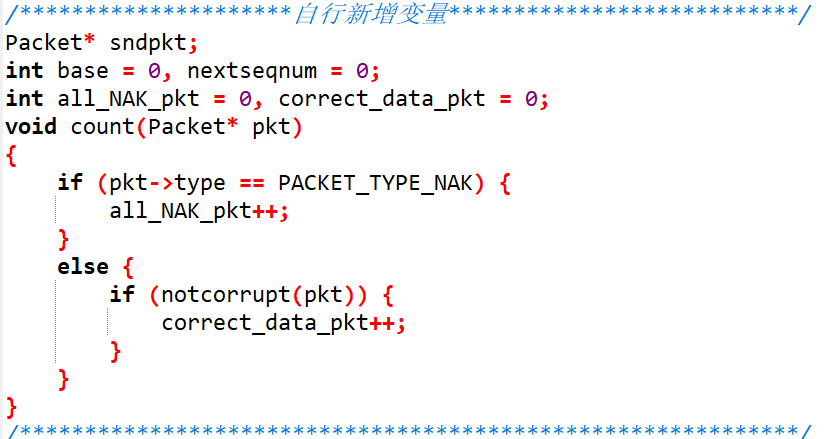 /*********************自行新增变量***************************/
Packet* sndpkt;
int base = 0, nextseqnum = 0;
int all_NAK_pkt = 0, correct_data_pkt = 0;
void count(Packet* pkt)
{
    if (pkt->type == PACKET_TYPE_NAK) {
        all_NAK_pkt++;
    }
    else {
        if (notcorrupt(pkt)) {
            correct_data_pkt++;
        }
    }
}
/************************************************************/